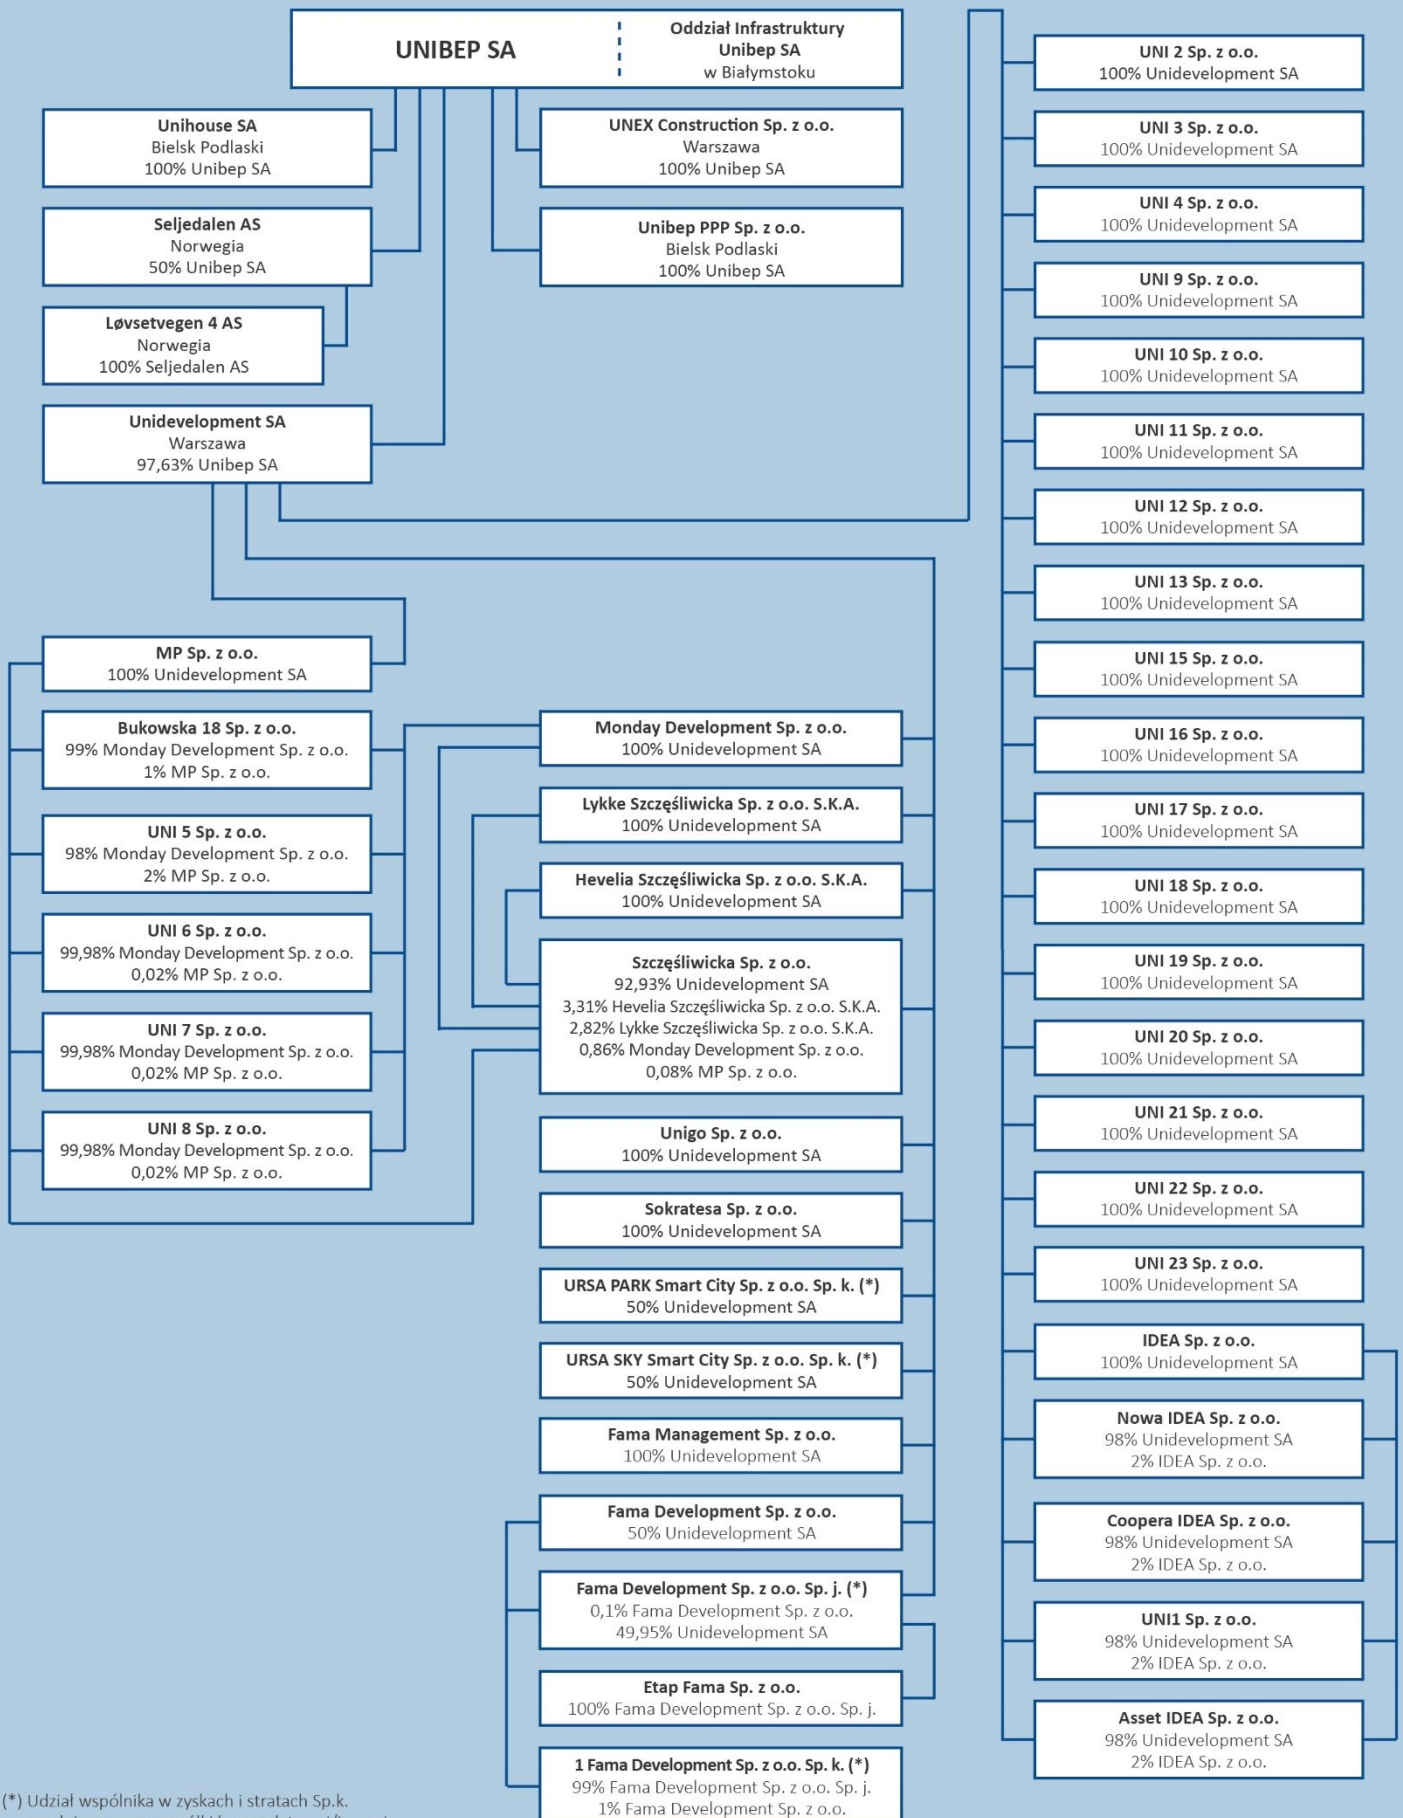 UNIBEP SA
Oddział Infrastruktury
Unibep SA
w Białymstoku
Unihouse SA
Bielsk Podlaski
100% Unibep SA
Seljedalen AS
Norwegia
50% Unibep SA
Løvsetvegen 4 AS
Norwegia
100% Seljedalen AS
Unidevelopment SA
Warszawa
97,63% Unibep SA
UNEX Construction Sp. z o.o.
Warszawa
100% Unibep SA
Unibep PPP Sp. z o.o.
Bielsk Podlaski
100% Unibep SA
MP Sp. z o.o.
100% Unidevelopment SA
Bukowska 18 Sp. z o.o.
99% Monday Development Sp. z o.o.
1% MP Sp. z o.o.
UNI 5 Sp. z o.o.
98% Monday Development Sp. z o.o.
2% MP Sp. z o.o.
UNI 6 Sp. z o.o.
99,98% Monday Development Sp. z o.o.
0,02% MP Sp. z o.o.
UNI 7 Sp. z o.o.
99,98% Monday Development Sp. z o.o.
0,02% MP Sp. z o.o.
UNI 8 Sp. z o.o.
99,98% Monday Development Sp. z o.o.
0,02% MP Sp. z o.o.
Monday Development Sp. z o.o.
100% Unidevelopment SA
Lykke Szczęśliwicka Sp. z o.o. S.K.A.
100% Unidevelopment SA
Hevelia Szczęśliwicka Sp. z o.o. S.K.A.
100% Unidevelopment SA
Szczęśliwicka Sp. z o.o.
92,93% Unidevelopment SA
3,31% Hevelia Szczęśliwicka Sp. z o.o. S.K.A.
2,82% Lykke Szczęśliwicka Sp. z o.o. S.K.A.
0,86% Monday Development Sp. z o.o.
0,08% MP Sp. z o.o.
Unigo Sp. z o.o.
100% Unidevelopment SA
Sokratesa Sp. z o.o.
100% Unidevelopment SA
URSA PARK Smart City Sp. z o.o. Sp. k. (*)
50% Unidevelopment SA
URSA SKY Smart City Sp. z o.o. Sp. k. (*)
50% Unidevelopment SA
Fama Management Sp. z o.o.
100% Unidevelopment SA
Fama Development Sp. z o.o.
50% Unidevelopment SA
Fama Development Sp. z o.o. Sp. j. (*)
0,1% Fama Development Sp. z o.o.
49,95% Unidevelopment SA
Etap Fama Sp. z o.o.
100% Fama Development Sp. z o.o. Sp. j.
1 Fama Development Sp. z o.o. Sp. k. (*)
99% Fama Development Sp. z o.o. Sp. j.
1% Fama Development Sp. z o.o.
UNI 2 Sp. z o.o.
100% Unidevelopment SA
UNI 3 Sp. z o.o.
100% Unidevelopment SA
UNI 4 Sp. z o.o.
100% Unidevelopment SA
UNI 9 Sp. z o.o.
100% Unidevelopment SA
UNI 10 Sp. z o.o.
100% Unidevelopment SA
UNI 11 Sp. z o.o.
100% Unidevelopment SA
UNI 12 Sp. z o.o.
100% Unidevelopment SA
UNI 13 Sp. z o.o.
100% Unidevelopment SA
UNI 15 Sp. z o.o.
100% Unidevelopment SA
UNI 16 Sp. z o.o.
100% Unidevelopment SA
UNI 17 Sp. z o.o.
100% Unidevelopment SA
UNI 18 Sp. z o.o.
100% Unidevelopment SA
UNI 19 Sp. z o.o.
100% Unidevelopment SA
UNI 20 Sp. z o.o.
100% Unidevelopment SA
UNI 21 Sp. z o.o.
100% Unidevelopment SA
UNI 22 Sp. z o.o.
100% Unidevelopment SA
UNI 23 Sp. z o.o.
100% Unidevelopment SA
IDEA Sp. z o.o.
100% Unidevelopment SA
Nowa IDEA Sp. z o.o.
98% Unidevelopment SA
2% IDEA Sp. z o.o.
Coopera IDEA Sp. z o.o.
98% Unidevelopment SA
2% IDEA Sp. z o.o.
UNI1 Sp. z o.o.
98% Unidevelopment SA
2% IDEA Sp. z o.o.
Asset IDEA Sp. z o.o.
98% Unidevelopment SA
2% IDEA Sp. z o.o.
(*) Udział wspólnika w zyskach i stratach Sp.k.